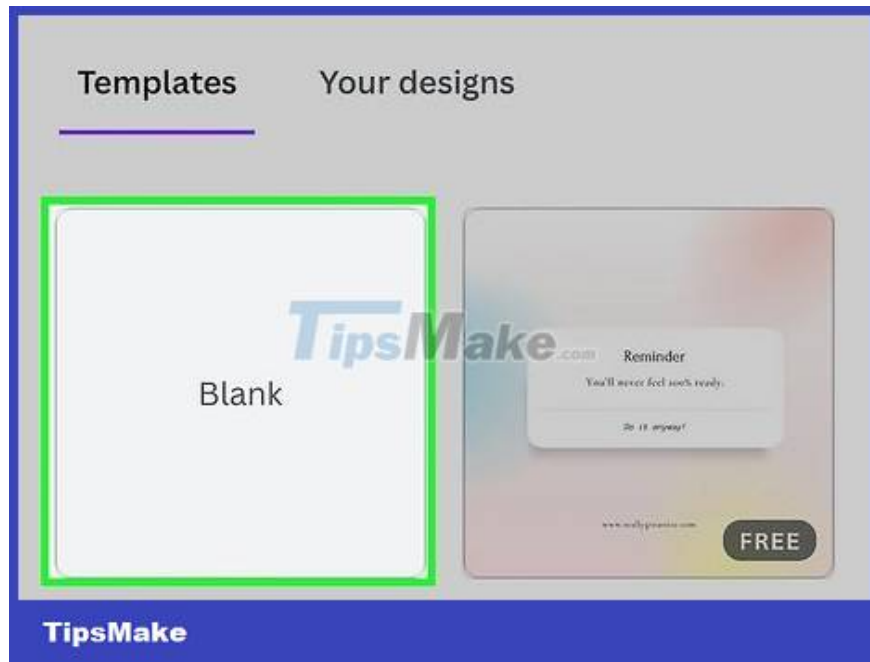 Templates Your designs
Blank
TipsMake.com
Reminder
You'll never feel 100% ready.
Do it anyway!
FREE
TipsMake